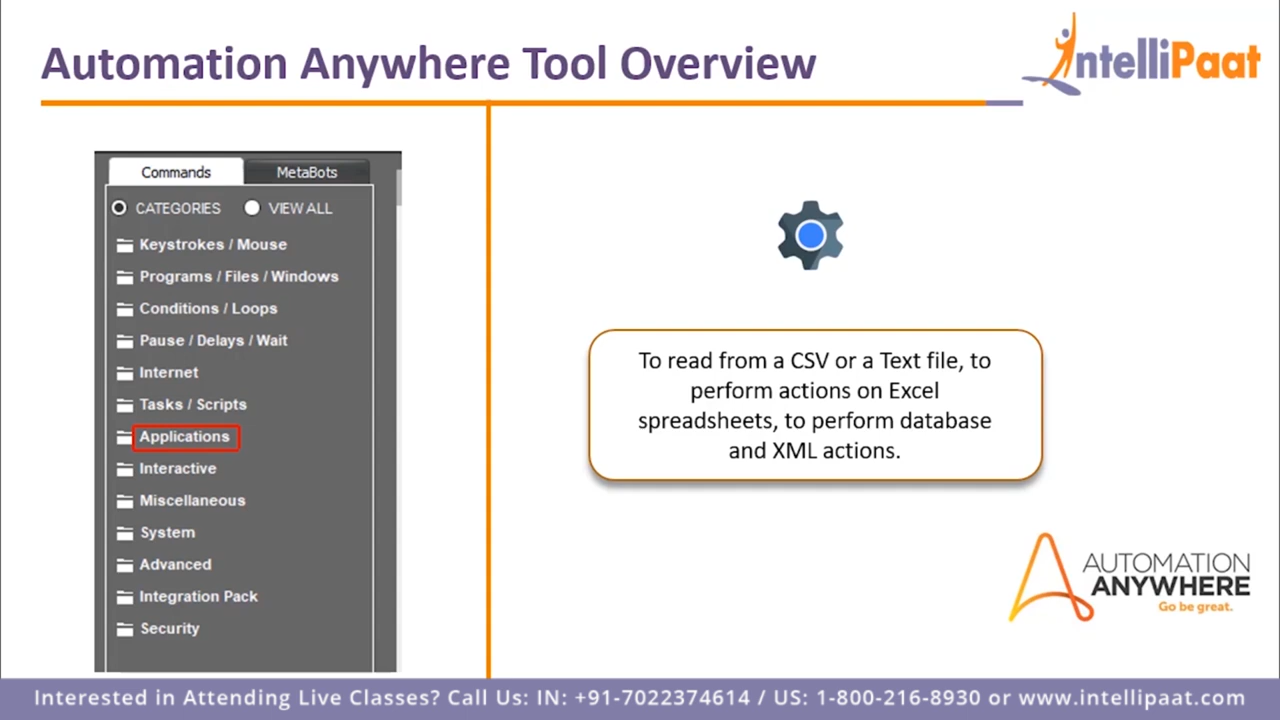 Automation Anywhere Tool Overview
IntelliPaat
Commands MetaBots
CATEGORIES VIEW ALL
Keystrokes / Mouse
Programs / Files / Windows
Conditions / Loops
Pause / Delays / Wait
Internet
Tasks / Scripts
Applications
Interactive
Miscellaneous
System
Advanced
Integration Pack
Security
To read from a CSV or a Text file, to
perform actions on Excel
spreadsheets, to perform database
and XML actions.
AUTOMATION
ANYWHERE
Go be great.
Interested in Attending Live Classes? Call Us: IN: +91-7022374614 / US: 1-800-216-8930 or www.intellipaat.com